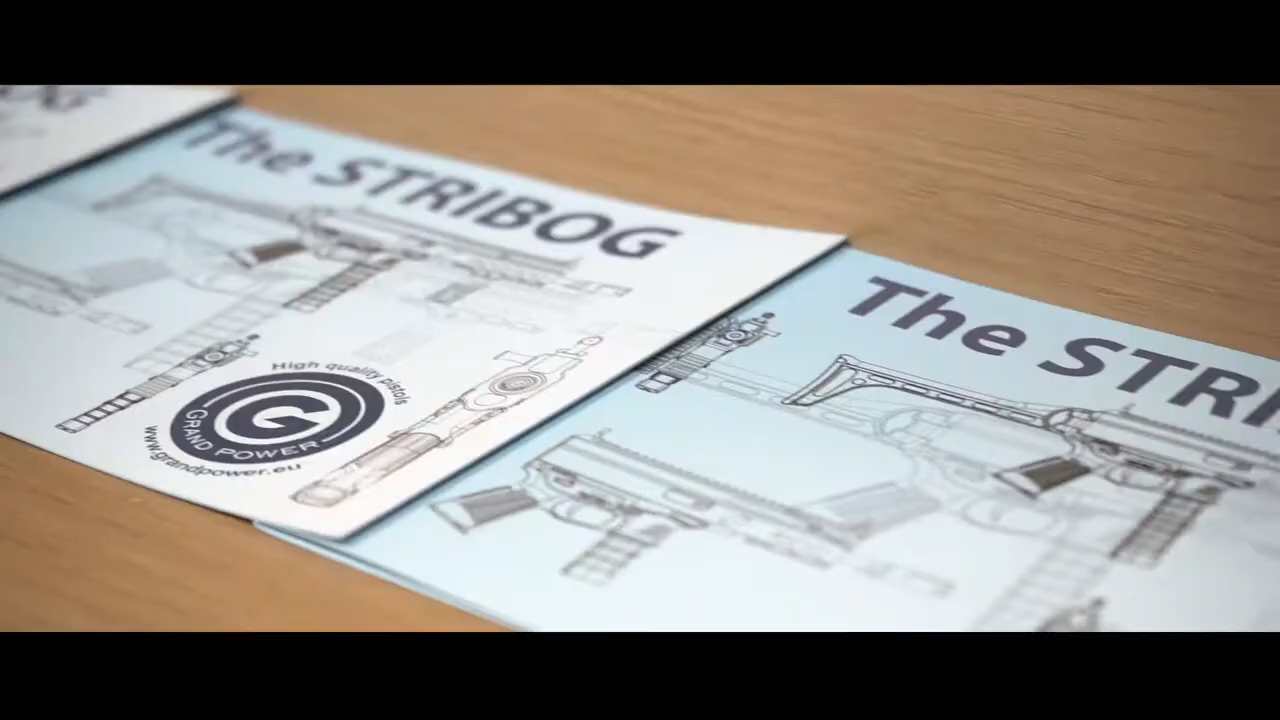 The STRIBOG
High quality pistols
G
GRAND POWER
www.grandpower.eu
The STRI